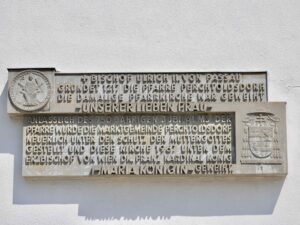 BISCHOF ULRICH II. VON PASSAU
GRÜNDET 1217 DIE PFARRE PERCHTOLDSDORF
DIE DAMALIGE PFARRKIRCHE WAR GEWEIHT
„UNSERER LIEBEN FRAU"
ANLÄSSLICH DER 750 JÄHRIGEN BESTANDES DER
PFARRE WURDE DIE MARKTGEMEINDE PERCHTOLDSDORF
NEUERLICH UNTER DEN SCHUTZ DER MUTTERGOTTES
GESTELLT UND DIESE KIRCHE 1967 UNTER DEM
ERZBISCHOF VON WIEN DR. FRANZ KARDINAL KÖNIG
„MARIA KÖNIGIN" GEWEIHT.